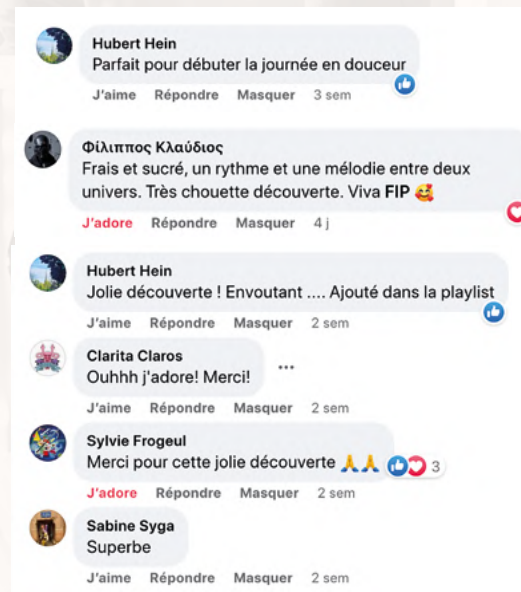 Hubert Hein
Parfait pour débuter la journée en douceur
J'aime Répondre Masquer 3 sem
Φίλιππος Κλαύδιος
Frais et sucré, un rythme et une mélodie entre deux
univers. Très chouette découverte. Viva FIP 🥰
J'adore Répondre Masquer 4 j
Hubert Hein
Jolie découverte ! Envoutant .... Ajouté dans la playlist
J'aime Répondre Masquer 2 sem
Clarita Claros
Ouhhh j'adore! Merci!
J'aime Répondre Masquer 2 sem
Sylvie Frogeul
Merci pour cette jolie découverte 🙏🙏 3
J'adore Répondre Masquer 2 sem
Sabine Syga
Superbe
J'aime Répondre Masquer 2 sem